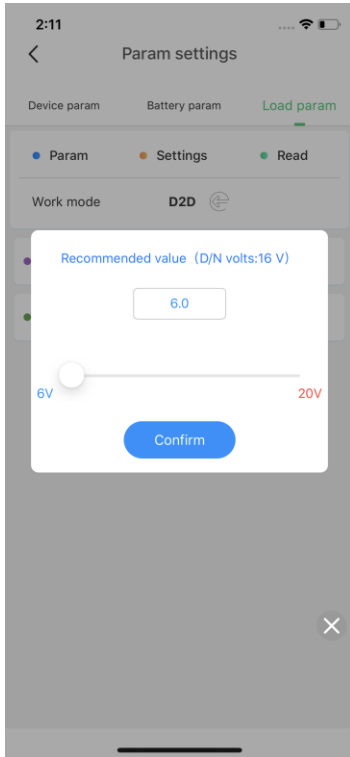 2:11
Param settings
Device param Battery param Load param
Param Settings Read
Work mode D2D
Recommended value（D/N volts:16 V）
6.0
6V 20V
Confirm